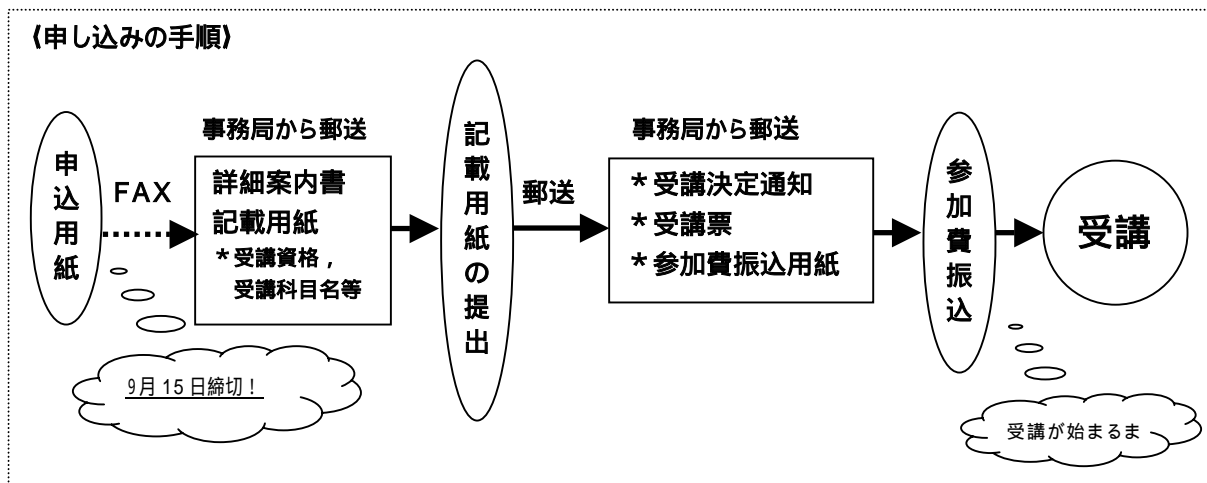 《申し込みの手順》
申込用紙
FAX
9月15日締切！
事務局から郵送
詳細案内書
記載用紙
＊受講資格，
受講科目名等
記載用紙の提出
郵送
事務局から郵送
＊受講決定通知
＊受講票
＊参加費振込用紙
参加費振込
受講が始まるま
受講